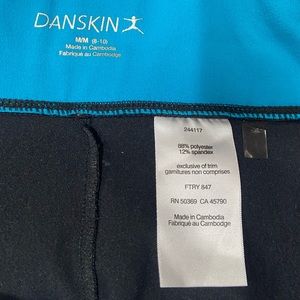 DANSKIN
M/M (8-10)
Made in Cambodia
Fabriqué au Cambodge
244117
88% polyester
12% spandex
exclusive of trim
garnitures non comprises
FTRY 847
RN 50369 CA 45790
Made in Cambodia
Fabriqué au Cambodge